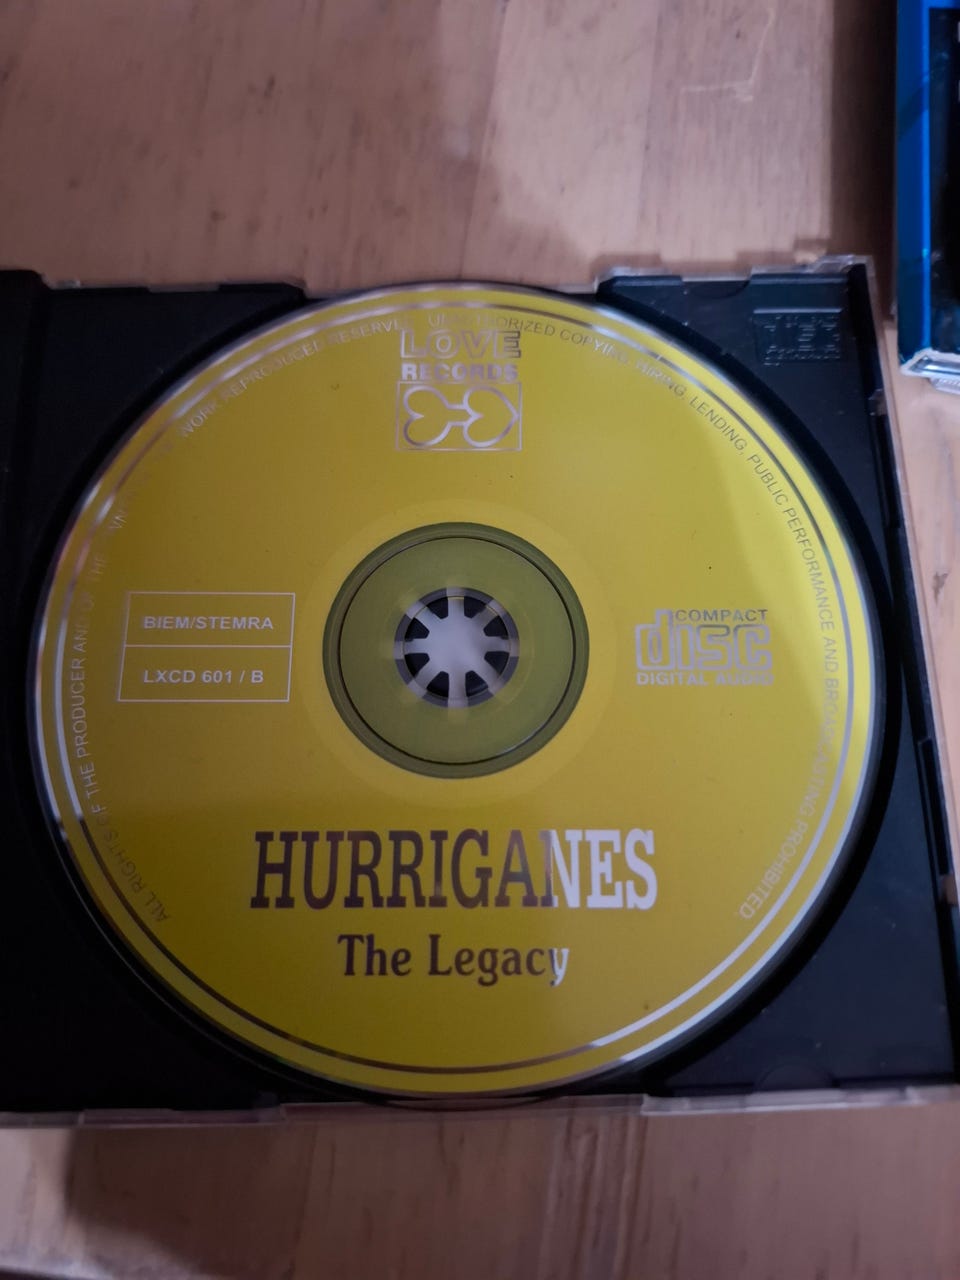 LOVE
RECORDS
BIEM/STEMRA
LXCD 601 / B
COMPACT
disc
DIGITAL AUDIO
HURRIGANES
The Legacy
ALL RIGHTS OF THE PRODUCER AND OF THE WORK REPRODUCED RESERVED. UNAUTHORIZED COPYING, HIRING, LENDING, PUBLIC PERFORMANCE AND BROADCASTING PROHIBITED.